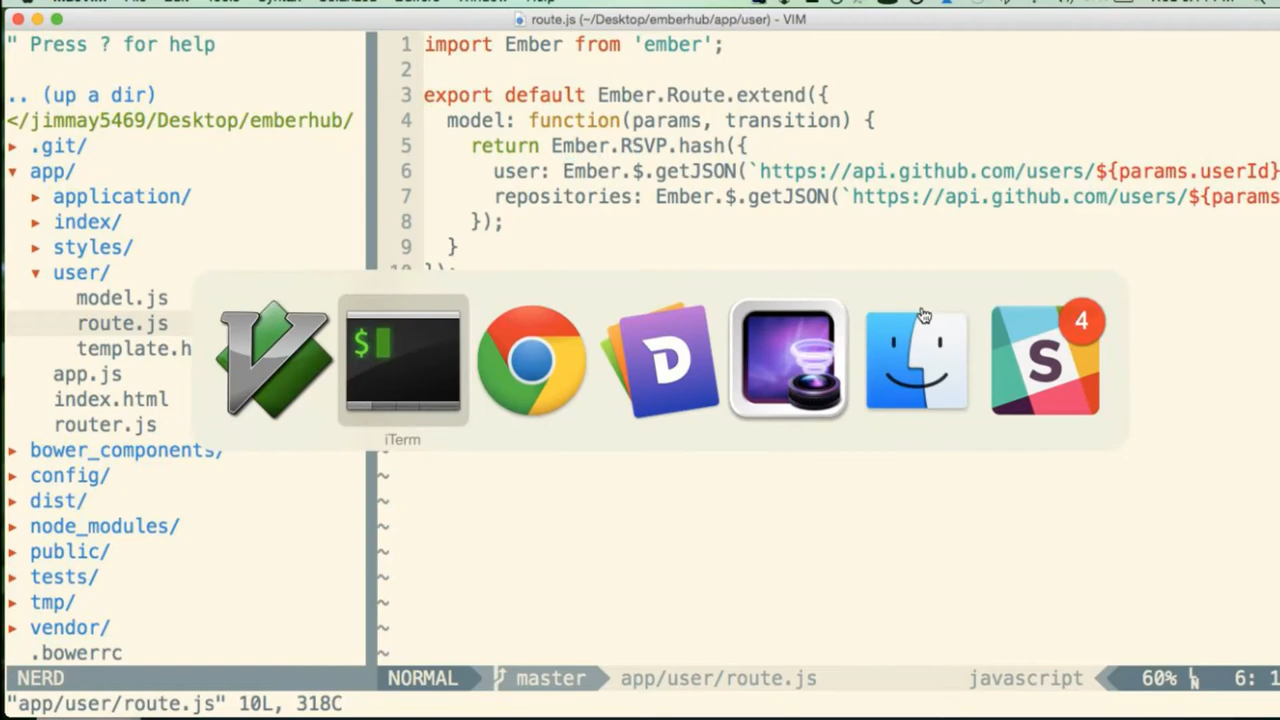 route.js (~/Desktop/emberhub/app/user) - VIM
" Press ? for help
.. (up a dir)
</jimmay5469/Desktop/emberhub/
▸ .git/
▾ app/
▸ application/
▸ index/
▸ styles/
▾ user/
model.js
route.js
template.h
app.js
index.html
router.js
▸ bower_components/
▸ config/
▸ dist/
▸ node_modules/
▸ public/
▸ tests/
▸ tmp/
▸ vendor/
.bowerrc
NERD
1 import Ember from 'ember';
2
3 export default Ember.Route.extend({
4 model: function(params, transition) {
5 return Ember.RSVP.hash({
6 user: Ember.$.getJSON(`https://api.github.com/users/${params.userId}
7 repositories: Ember.$.getJSON(`https://api.github.com/users/${params
8 });
9 }
10 });
~
~
~
~
~
~
~
$
D
S
4
iTerm
NORMAL master app/user/route.js javascript 60% 6: 1
"app/user/route.js" 10L, 318C